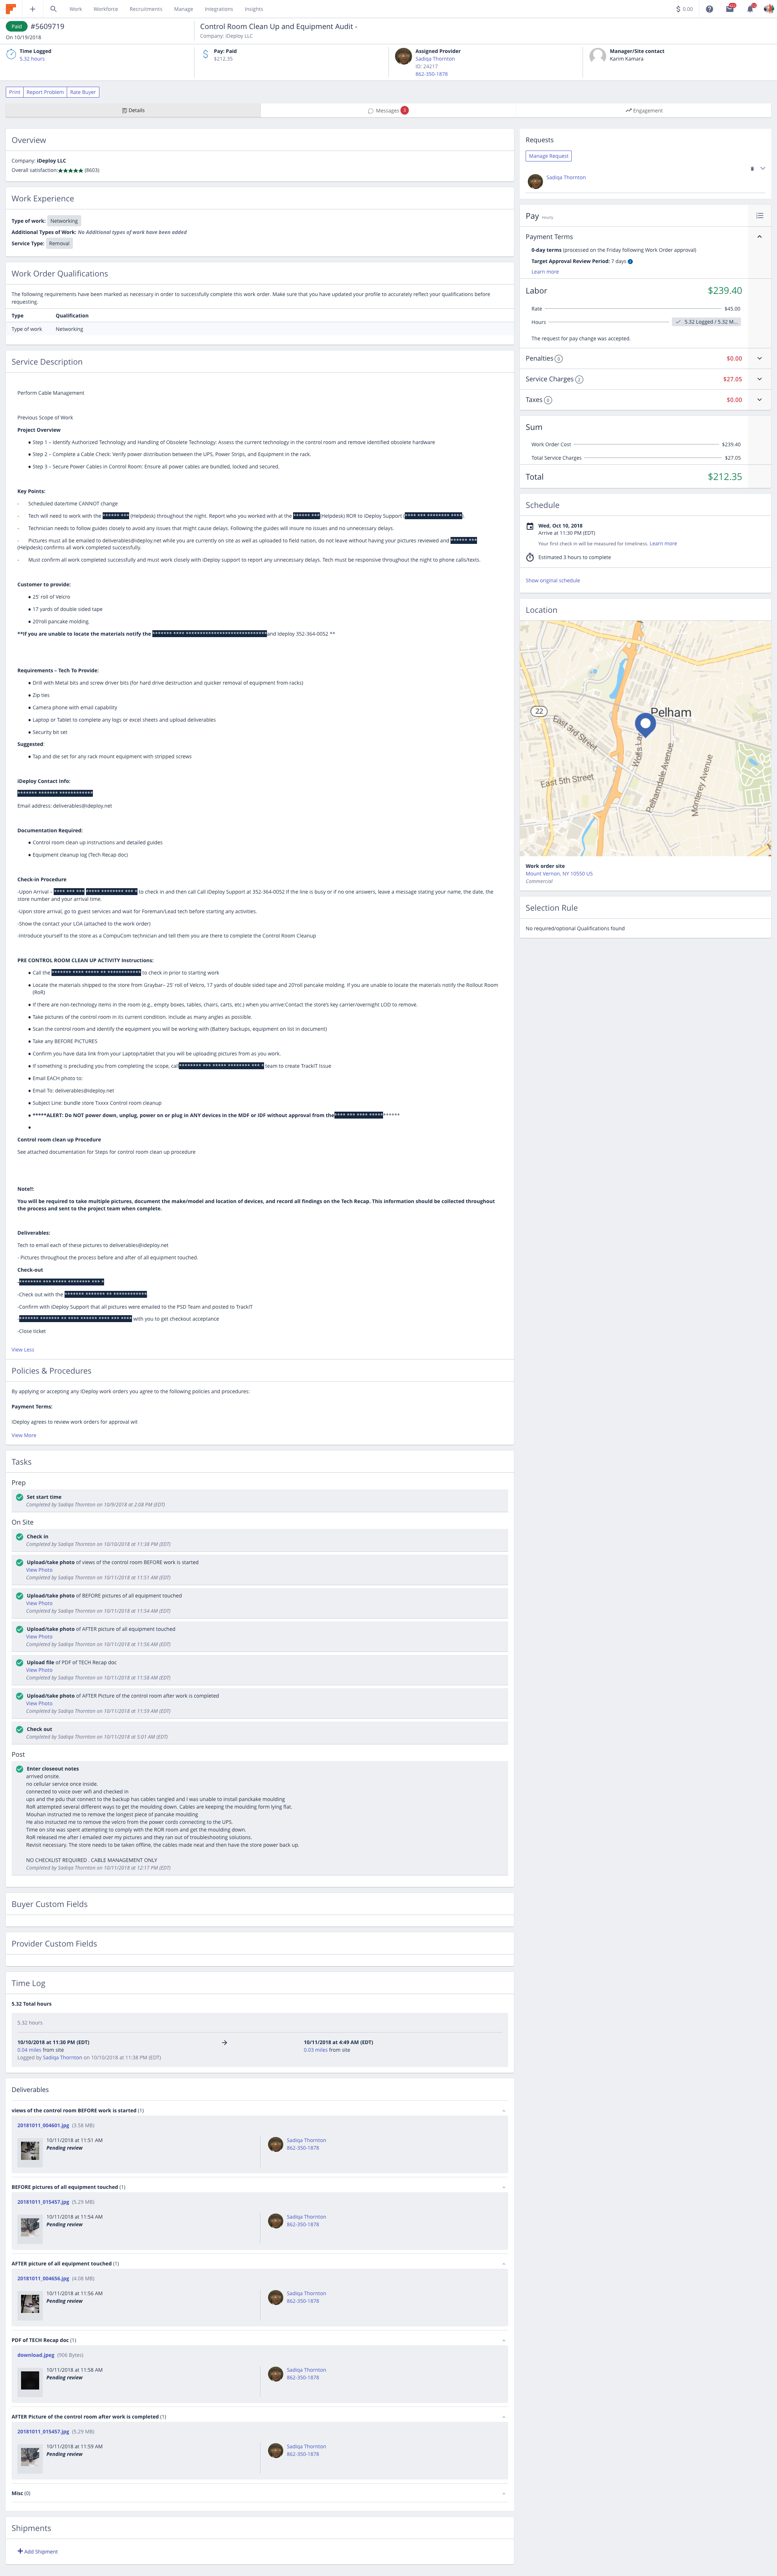 Work Workforce Recruitments Manage Integrations Insights
$ 0.00
Paid #5609719
On 10/19/2018
Control Room Clean Up and Equipment Audit -
Company: iDeploy LLC
Time Logged
5.32 hours
Pay: Paid
$212.35
Assigned Provider
Sadiqa Thornton
ID: 24217
862-350-1878
Manager/Site contact
Karim Kamara
Print Report Problem Rate Buyer
Details
Messages
Engagement
Overview
Company: iDeploy LLC
Overall satisfaction: ★★★★★ (8603)
Work Experience
Type of work: Networking
Additional Types of Work: No Additional types of work have been added
Service Type: Removal
Work Order Qualifications
The following requirements have been marked as necessary in order to successfully complete this work order. Make sure that you have updated your profile to accurately reflect your qualifications before
requesting.
Type Qualification
Type of work Networking
Service Description
Perform Cable Management
Previous Scope of Work
Project Overview
● Step 1 – Identify Authorized Technology and Handling of Obsolete Technology: Assess the current technology in the control room and remove identified obsolete hardware
● Step 2 – Complete a Cable Check: Verify power distribution between the UPS, Power Strips, and Equipment in the rack.
● Step 3 – Secure Power Cables in Control Room: Ensure all power cables are bundled, locked and secured.
Key Points:
- Scheduled date/time CANNOT change
- Tech will need to work with the ****** *** (Helpdesk) throughout the night. Report who you worked with at the ****** *** (Helpdesk) ROR to iDeploy Support (**** *** ******** ****).
- Technician needs to follow guides closely to avoid any issues that might cause delays. Following the guides will insure no issues and no unnecessary delays.
- Pictures must all be emailed to deliverables@ideploy.net while you are currently on site as well as uploaded to field nation, do not leave without having your pictures reviewed and ****** ***
(Helpdesk) confirms all work completed successfully.
- Must confirm all work completed successfully and must work closely with iDeploy support to report any unnecessary delays. Tech must be responsive throughout the night to phone calls/texts.
Customer to provide:
● 25' roll of Velcro
● 17 yards of double sided tape
● 20'roll pancake molding.
**If you are unable to locate the materials notify the ******* **** ***************************** and Ideploy 352-364-0052 **
Requirements – Tech To Provide:
● Drill with Metal bits and screw driver bits (for hard drive destruction and quicker removal of equipment from racks)
● Zip ties
● Camera phone with email capability
● Laptop or Tablet to complete any logs or excel sheets and upload deliverables
● Security bit set
Suggested:
● Tap and die set for any rack mount equipment with stripped screws
iDeploy Contact Info:
******* ******* ************
Email address: deliverables@ideploy.net
Documentation Required:
● Control room clean up instructions and detailed guides
● Equipment cleanup log (Tech Recap doc)
Check-in Procedure
-Upon Arrival – **** *** *** ***** ******** *** * to check in and then call Call iDeploy Support at 352-364-0052 if the line is busy or if no one answers, leave a message stating your name, the date, the
store number and your arrival time.
-Upon store arrival, go to guest services and wait for Foreman/Lead tech before starting any activities.
-Show the contact your LOA (attached to the work order)
-Introduce yourself to the store as a CompuCom technician and tell them you are there to complete the Control Room Cleanup
PRE CONTROL ROOM CLEAN UP ACTIVITY Instructions:
● Call the ******* **** ***** ** ************ to check in prior to starting work
● Locate the materials shipped to the store from Graybar– 25' roll of Velcro, 17 yards of double sided tape and 20'roll pancake molding. If you are unable to locate the materials notify the Rollout Room
(RoR)
● If there are non-technology items in the room (e.g., empty boxes, tables, chairs, carts, etc.) when you arrive:Contact the store's key carrier/overnight LOD to remove.
● Take pictures of the control room in its current condition. Include as many angles as possible.
● Scan the control room and identify the equipment you will be working with (Battery backups, equipment on list in document)
● Take any BEFORE PICTURES
● Confirm you have data link from your Laptop/tablet that you will be uploading pictures from as you work.
● If something is precluding you from completing the scope, call ******** *** ***** ******** *** * team to create TrackIT Issue
● Email EACH photo to:
● Email To: deliverables@ideploy.net
● Subject Line: bundle store Txxxx Control room cleanup
● *****ALERT: Do NOT power down, unplug, power on or plug in ANY devices in the MDF or IDF without approval from the **** *** **** ***********
●
Control room clean up Procedure
See attached documentation for Steps for control room clean up procedure
Note!!:
You will be required to take multiple pictures, document the make/model and location of devices, and record all findings on the Tech Recap. This information should be collected throughout
the process and sent to the project team when complete.
Deliverables:
Tech to email each of these pictures to deliverables@ideploy.net
- Pictures throughout the process before and after of all equipment touched.
Check-out
-******** *** ***** ******** *** *
-Check out with the ******* ******* ** ************
-Confirm with iDeploy Support that all pictures were emailed to the PSD Team and posted to TrackIT
-******* ******* ** **** ****** **** *** **** with you to get checkout acceptance
-Close ticket
View Less
Policies & Procedures
By applying or accepting any iDeploy work orders you agree to the following policies and procedures:
Payment Terms:
iDeploy agrees to review work orders for approval wit
View More
Tasks
Prep
Set start time
Completed by Sadiqa Thornton on 10/9/2018 at 2:08 PM (EDT)
On Site
Check in
Completed by Sadiqa Thornton on 10/10/2018 at 11:38 PM (EDT)
Upload/take photo of views of the control room BEFORE work is started
View Photo
Completed by Sadiqa Thornton on 10/11/2018 at 11:51 AM (EDT)
Upload/take photo of BEFORE pictures of all equipment touched
View Photo
Completed by Sadiqa Thornton on 10/11/2018 at 11:54 AM (EDT)
Upload/take photo of AFTER picture of all equipment touched
View Photo
Completed by Sadiqa Thornton on 10/11/2018 at 11:56 AM (EDT)
Upload file of PDF of TECH Recap doc
View Photo
Completed by Sadiqa Thornton on 10/11/2018 at 11:58 AM (EDT)
Upload/take photo of AFTER Picture of the control room after work is completed
View Photo
Completed by Sadiqa Thornton on 10/11/2018 at 11:59 AM (EDT)
Check out
Completed by Sadiqa Thornton on 10/11/2018 at 5:01 AM (EDT)
Post
Enter closeout notes
arrived onsite.
no cellular service once inside.
connected to voice over wifi and checked in
ups and the pdu that connect to the backup has cables tangled and i was unable to install panckake moulding
RoR attempted several different ways to get the moulding down. Cables are keeping the moulding form lying flat.
Mouhan instructed me to remove the longest piece of pancake moulding
He also instucted me to remove the velcro from the power cords connecting to the UPS.
Time on site was spent attempting to comply with the ROR and get the moulding down.
RoR released me after I emailed over my pictures and they ran out of troubleshooting solutions.
Revisit necessary. The store needs to be taken offline, the cables made neat and then have the store power back up.
NO CHECKLIST REQUIRED . CABLE MANAGEMENT ONLY
Completed by Sadiqa Thornton on 10/11/2018 at 12:17 PM (EDT)
Buyer Custom Fields
Provider Custom Fields
Time Log
5.32 Total hours
5.32 hours
10/10/2018 at 11:30 PM (EDT) → 10/11/2018 at 4:49 AM (EDT)
0.04 miles from site 0.03 miles from site
Logged by Sadiqa Thornton on 10/10/2018 at 11:38 PM (EDT)
Deliverables
views of the control room BEFORE work is started (1)
20181011_004601.jpg (3.58 MB)
10/11/2018 at 11:51 AM
Pending review
Sadiqa Thornton
862-350-1878
BEFORE pictures of all equipment touched (1)
20181011_015457.jpg (5.29 MB)
10/11/2018 at 11:54 AM
Pending review
Sadiqa Thornton
862-350-1878
AFTER picture of all equipment touched (1)
20181011_004656.jpg (4.08 MB)
10/11/2018 at 11:56 AM
Pending review
Sadiqa Thornton
862-350-1878
PDF of TECH Recap doc (1)
download.jpeg (906 Bytes)
10/11/2018 at 11:58 AM
Pending review
Sadiqa Thornton
862-350-1878
AFTER Picture of the control room after work is completed (1)
20181011_015457.jpg (5.29 MB)
10/11/2018 at 11:59 AM
Pending review
Sadiqa Thornton
862-350-1878
Misc (0)
Shipments
+ Add Shipment
Requests
Manage Request
Sadiqa Thornton
Pay Hourly
Payment Terms
0-day terms (processed on the Friday following Work Order approval)
Target Approval Review Period: 7 days
Learn more
Labor $239.40
Rate $45.00
Hours 5.32 Logged / 5.32 M...
The request for pay change was accepted
Penalties 0 $0.00
Service Charges 2 $27.05
Taxes 0 $0.00
Sum
Work Order Cost $239.40
Total Service Charges $27.05
Total $212.35
Schedule
Wed, Oct 10, 2018
Arrive at 11:30 PM (EDT)
Your first check in will be measured for timeliness. Learn more
Estimated 3 hours to complete
Show original schedule
Location
22
Pelham
East 3rd Street
East 5th Street
Wolfs La
Pelhamdale Avenue
Monterey Avenue
Work order site
Mount Vernon, NY 10550 US
Commercial
Selection Rule
No required/optional Qualifications found